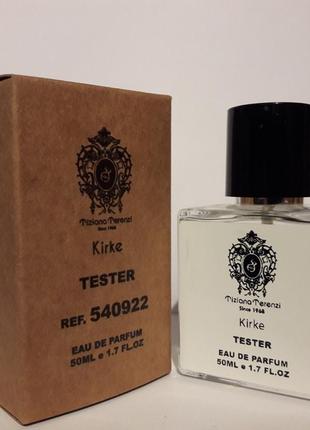 Tiziana Terenzi
Since 1968
Kirke
TESTER
REF. 540922
EAU DE PARFUM
50ML e 1.7 FL.OZ
Tiziana Terenzi
Since 1968
Kirke
TESTER
EAU DE PARFUM
50ML e 1.7 FL.OZ